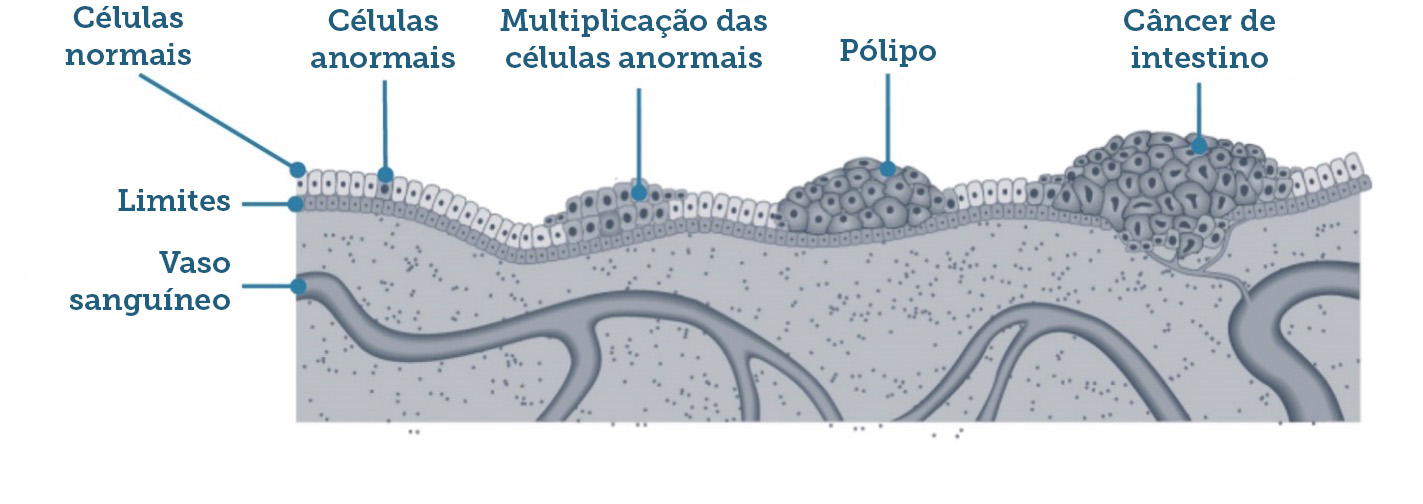 Células
normais
Células
anormais
Multiplicação das
células anormais
Pólipo
Câncer de
intestino
Limites
Vaso
sanguíneo